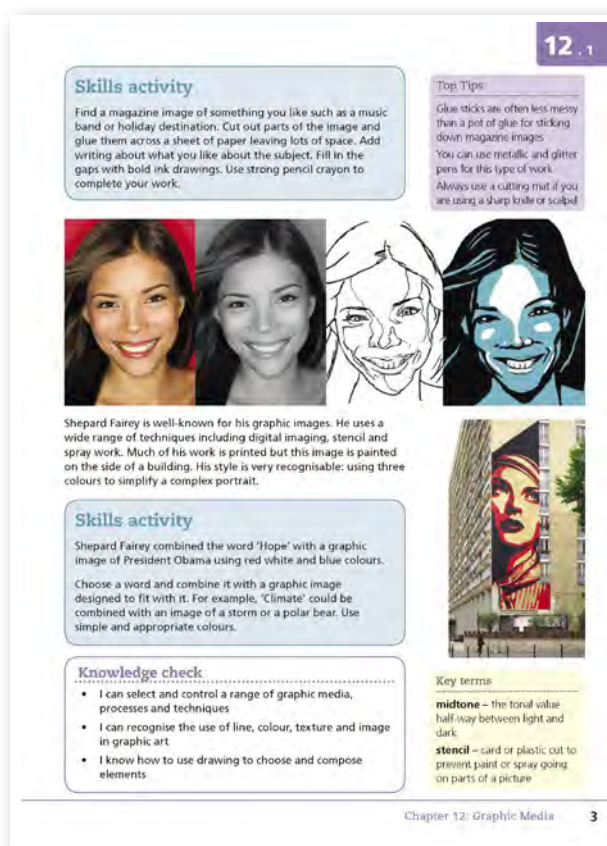 12.1
Skills activity
Find a magazine image of something you like such as a music
band or holiday destination. Cut out parts of the image and
glue them across a sheet of paper leaving lots of space. Add
writing about what you like about the subject. Fill in the
gaps with bold ink drawings. Use strong pencil crayon to
complete your work.
Top Tips
Glue sticks are often less messy
than a pot of glue for sticking
down magazine images
You can use metallic and glitter
pens for this type of work
Always use a cutting mat if you
are using a sharp knife or scalpel
Shepard Fairey is well-known for his graphic images. He uses a
wide range of techniques including digital imaging, stencil and
spray work. Much of his work is printed but this image is painted
on the side of a building. His style is very recognisable: using three
colours to simplify a complex portrait.
Skills activity
Shepard Fairey combined the word 'Hope' with a graphic
image of President Obama using red white and blue colours.
Choose a word and combine it with a graphic image
designed to fit with it. For example, 'Climate' could be
combined with an image of a storm or a polar bear. Use
simple and appropriate colours.
Knowledge check
• I can select and control a range of graphic media,
processes and techniques
• I can recognise the use of line, colour, texture and image
in graphic art
• I know how to use drawing to choose and compose
elements
Key terms
midtone – the tonal value
half-way between light and
dark
stencil – card or plastic cut to
prevent paint or spray going
on parts of a picture
Chapter 12: Graphic Media 3